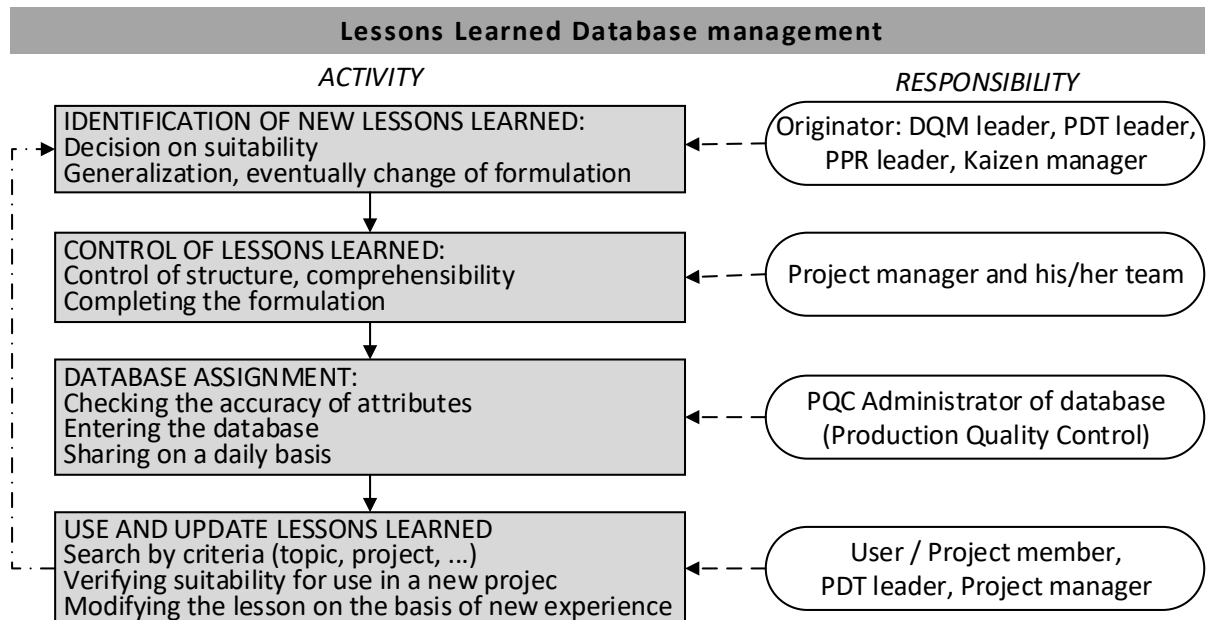 Lessons Learned Database management
ACTIVITY
RESPONSIBILITY
IDENTIFICATION OF NEW LESSONS LEARNED:
Decision on suitability
Generalization, eventually change of formulation
Originator: DQM leader, PDT leader,
PPR leader, Kaizen manager
CONTROL OF LESSONS LEARNED:
Control of structure, comprehensibility
Completing the formulation
Project manager and his/her team
DATABASE ASSIGNMENT:
Checking the accuracy of attributes
Entering the database
Sharing on a daily basis
PQC Administrator of database
(Production Quality Control)
USE AND UPDATE LESSONS LEARNED
Search by criteria (topic, project, ...)
Verifying suitability for use in a new projec
Modifying the lesson on the basis of new experience
User / Project member,
PDT leader, Project manager